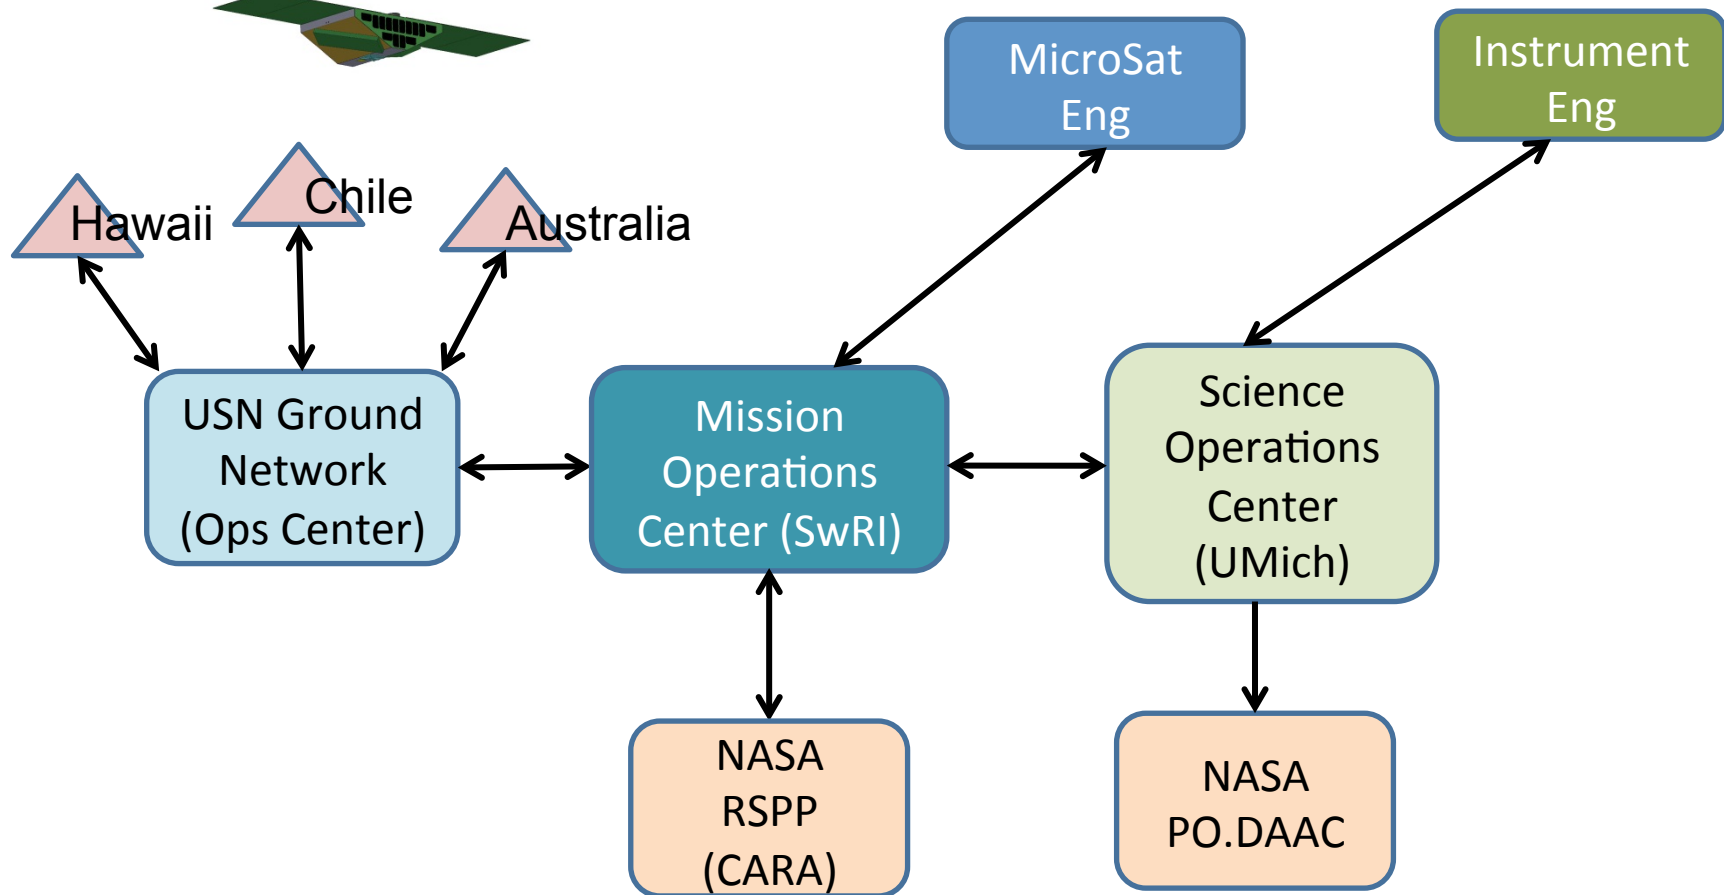 MicroSat
Eng
Instrument
Eng
Hawaii
Chile
Australia
USN Ground
Network
(Ops Center)
Mission
Operations
Center (SwRI)
Science
Operations
Center
(UMich)
NASA
RSPP
(CARA)
NASA
PO.DAAC